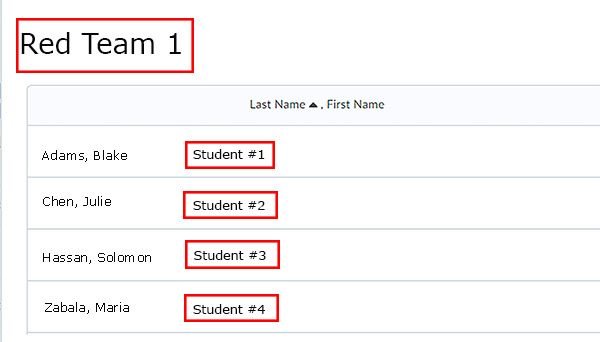 Red Team 1
Last Name ▲ , First Name
Adams, Blake Student #1
Chen, Julie Student #2
Hassan, Solomon Student #3
Zabala, Maria Student #4